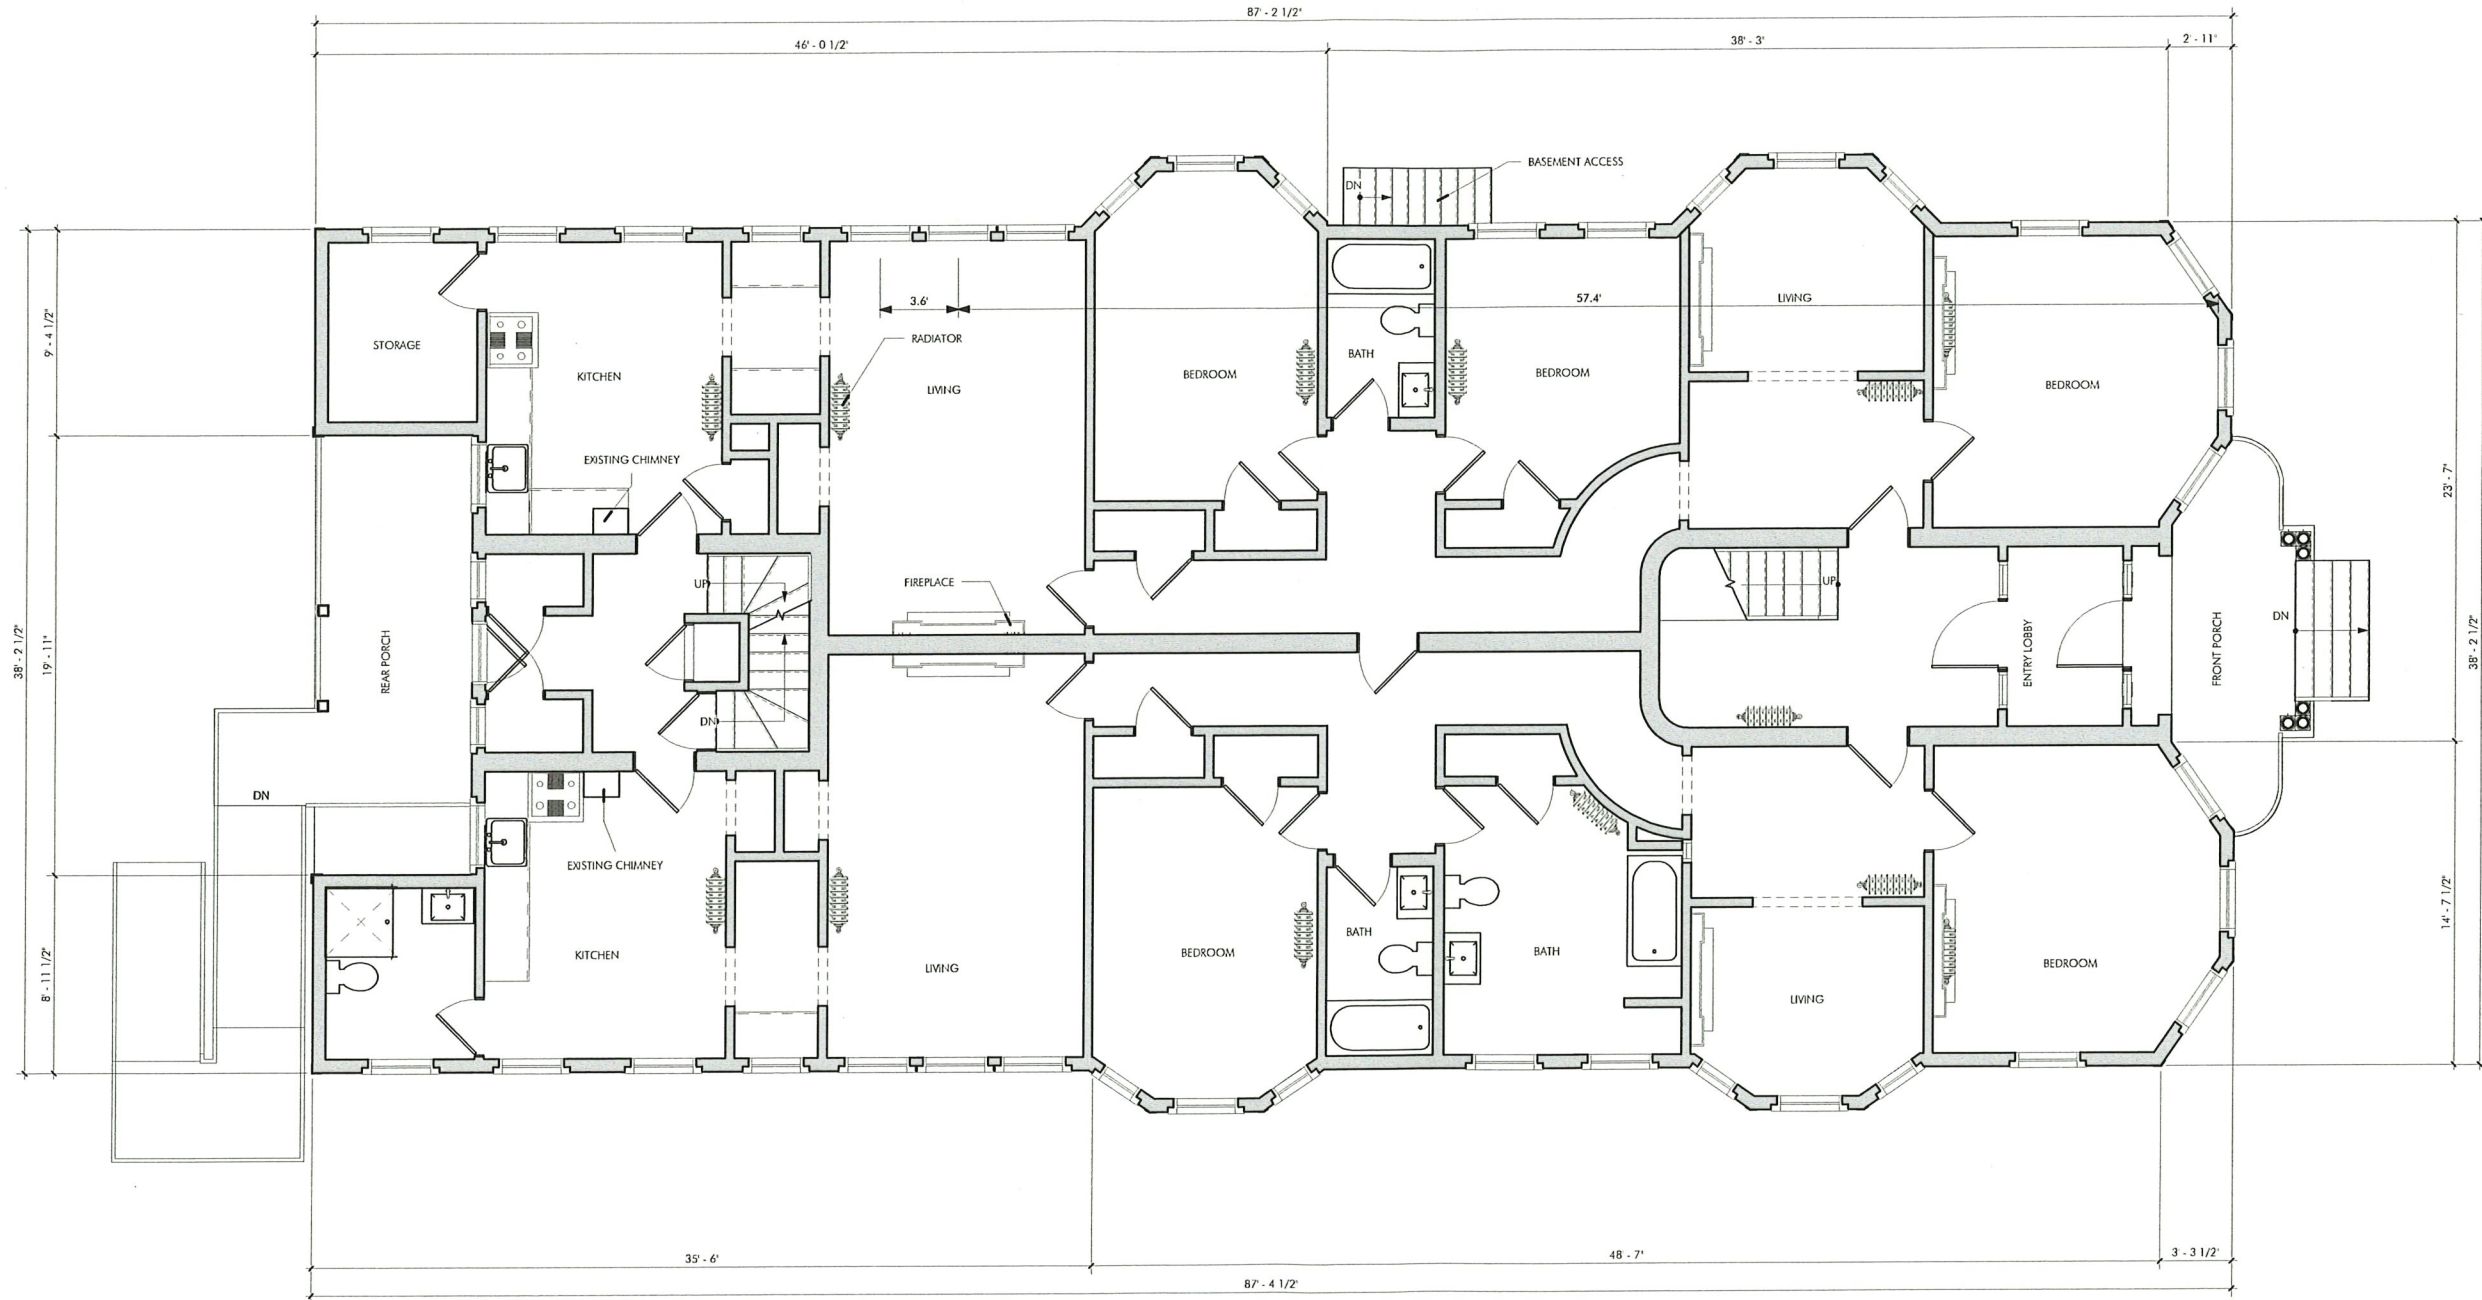 87' - 2 1/2"
46' - 0 1/2"
38' - 3"
2' - 11"
BASEMENT ACCESS
DN
3.6'
57.4'
LIVING
RADIATOR
STORAGE
KITCHEN
LIVING
BEDROOM
BATH
BEDROOM
BEDROOM
9' - 4 1/2"
EXISTING CHIMNEY
23' - 7"
UP
FIREPLACE
UP
DN
38' - 2 1/2"
19' - 11"
REAR PORCH
ENTRY LOBBY
FRONT PORCH
38' - 2 1/2"
DN
DN
EXISTING CHIMNEY
14' - 7 1/2"
8' - 11 1/2"
KITCHEN
LIVING
BEDROOM
BATH
BATH
LIVING
BEDROOM
35' - 6"
48 - 7"
3' - 3 1/2"
87' - 4 1/2"